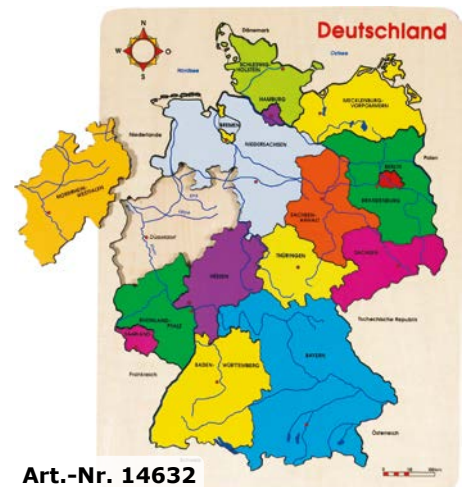 Deutschland
N
W O
S
Dänemark
Ostsee
Nordsee
SCHLESWIG-
HOLSTEIN
HAMBURG
MECKLENBURG-
VORPOMMERN
BREMEN
Niederlande
NIEDERSACHSEN
Polen
BERLIN
BRANDENBURG
NORDRHEIN-
WESTFALEN
SACHSEN-
ANHALT
Düsseldorf
SACHSEN
THÜRINGEN
HESSEN
RHEINLAND-
PFALZ
Tschechische Republik
SAARLAND
Frankreich
BADEN-WÜRTTEMBERG
BAYERN
Österreich
Art.-Nr. 14632